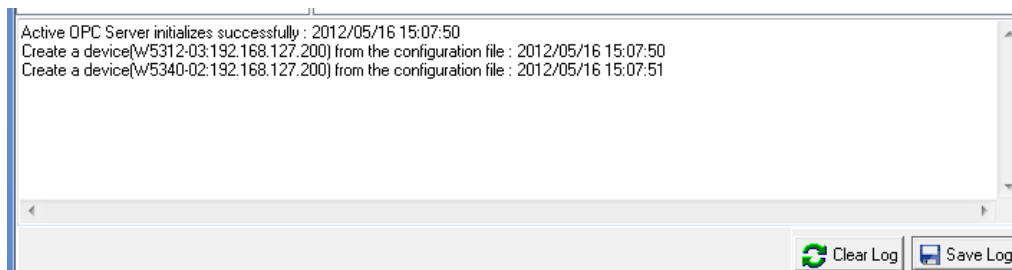 Active OPC Server initializes successfully : 2012/05/16 15:07:50
Create a device(W5312-03:192.168.127.200) from the configuration file : 2012/05/16 15:07:50
Create a device(W5340-02:192.168.127.200) from the configuration file : 2012/05/16 15:07:51
Clear Log Save Log